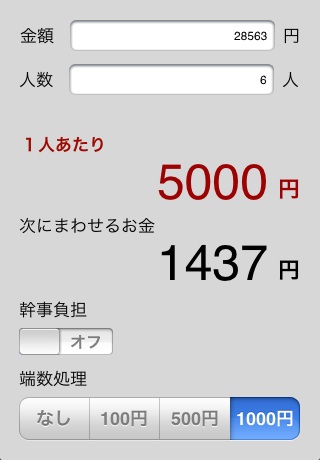 金額 28563 円
人数 6 人
1人あたり
5000 円
次にまわせるお金
1437 円
幹事負担
オフ
端数処理
なし 100円 500円 1000円